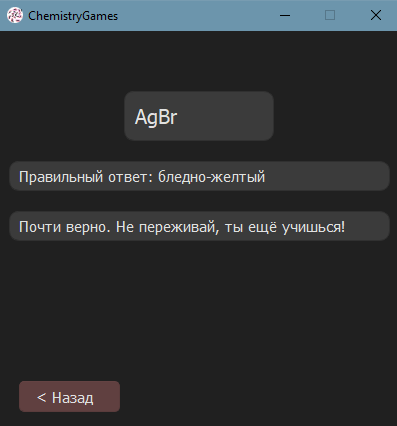 ChemistryGames
AgBr
Правильный ответ: бледно-желтый
Почти верно. Не переживай, ты ещё учишься!
< Назад